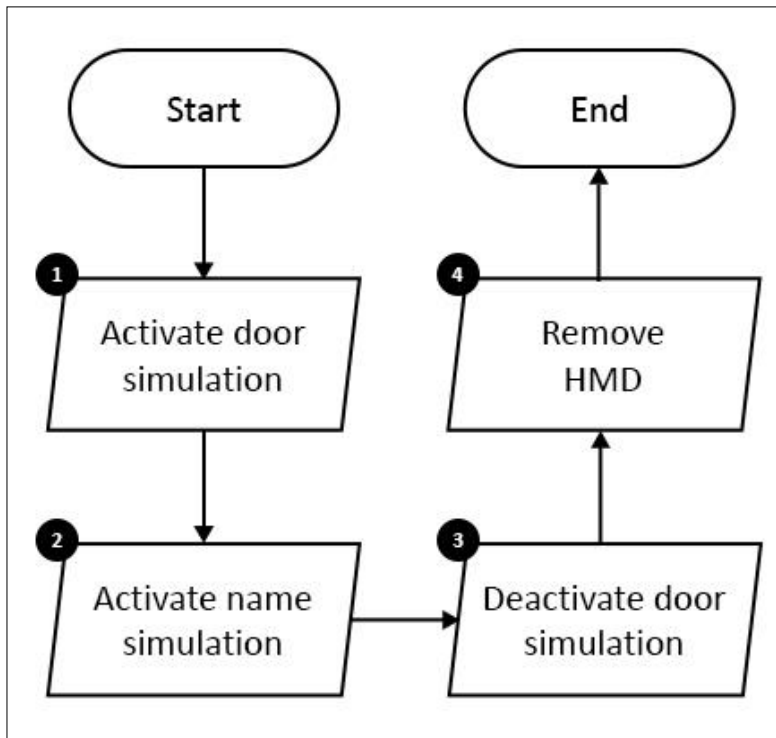 Start
1
Activate door
simulation
2
Activate name
simulation
3
Deactivate door
simulation
4
Remove
HMD
End